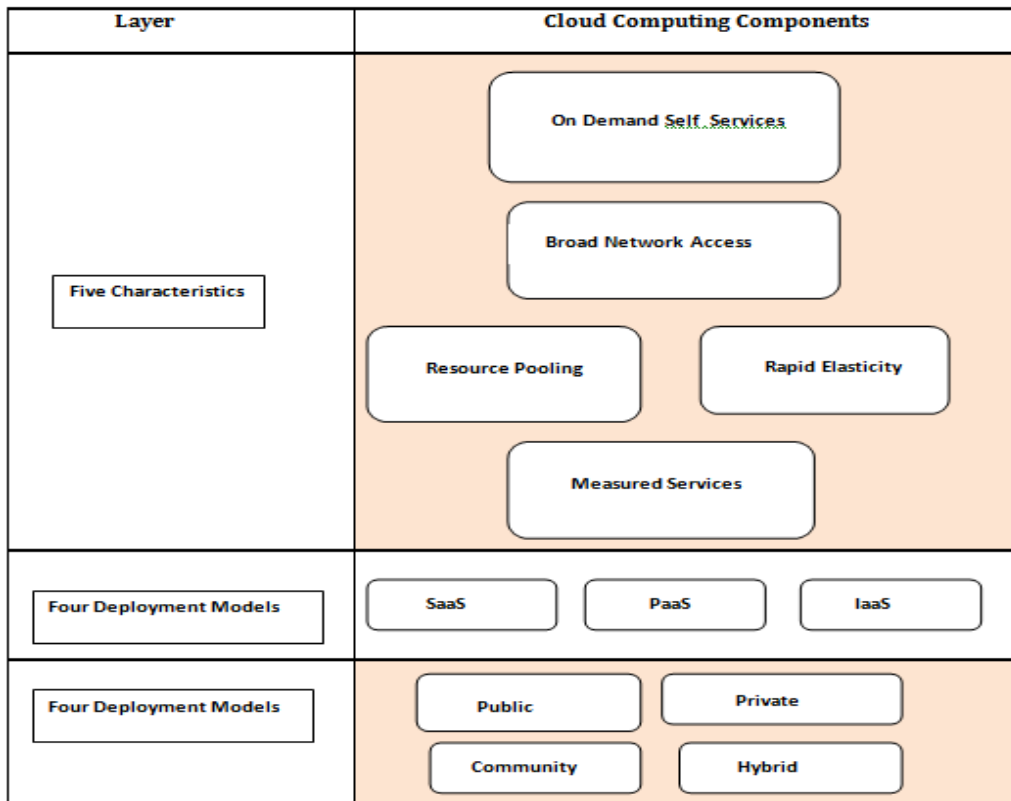 Layer
Cloud Computing Components
Five Characteristics
On Demand Self Services
Broad Network Access
Resource Pooling
Rapid Elasticity
Measured Services
Four Deployment Models
SaaS
PaaS
IaaS
Four Deployment Models
Public
Private
Community
Hybrid